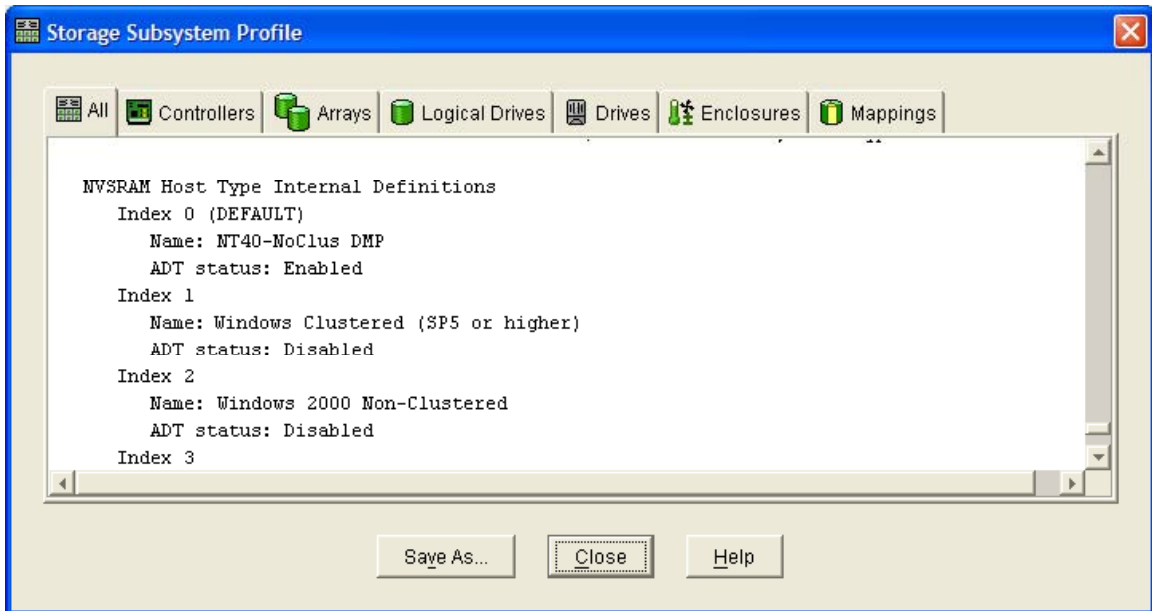 Storage Subsystem Profile
All Controllers Arrays Logical Drives Drives Enclosures Mappings
NVSRAM Host Type Internal Definitions
Index 0 (DEFAULT)
Name: NT40-NoClus DMP
ADT status: Enabled
Index 1
Name: Windows Clustered (SP5 or higher)
ADT status: Disabled
Index 2
Name: Windows 2000 Non-Clustered
ADT status: Disabled
Index 3
Save As... Close Help